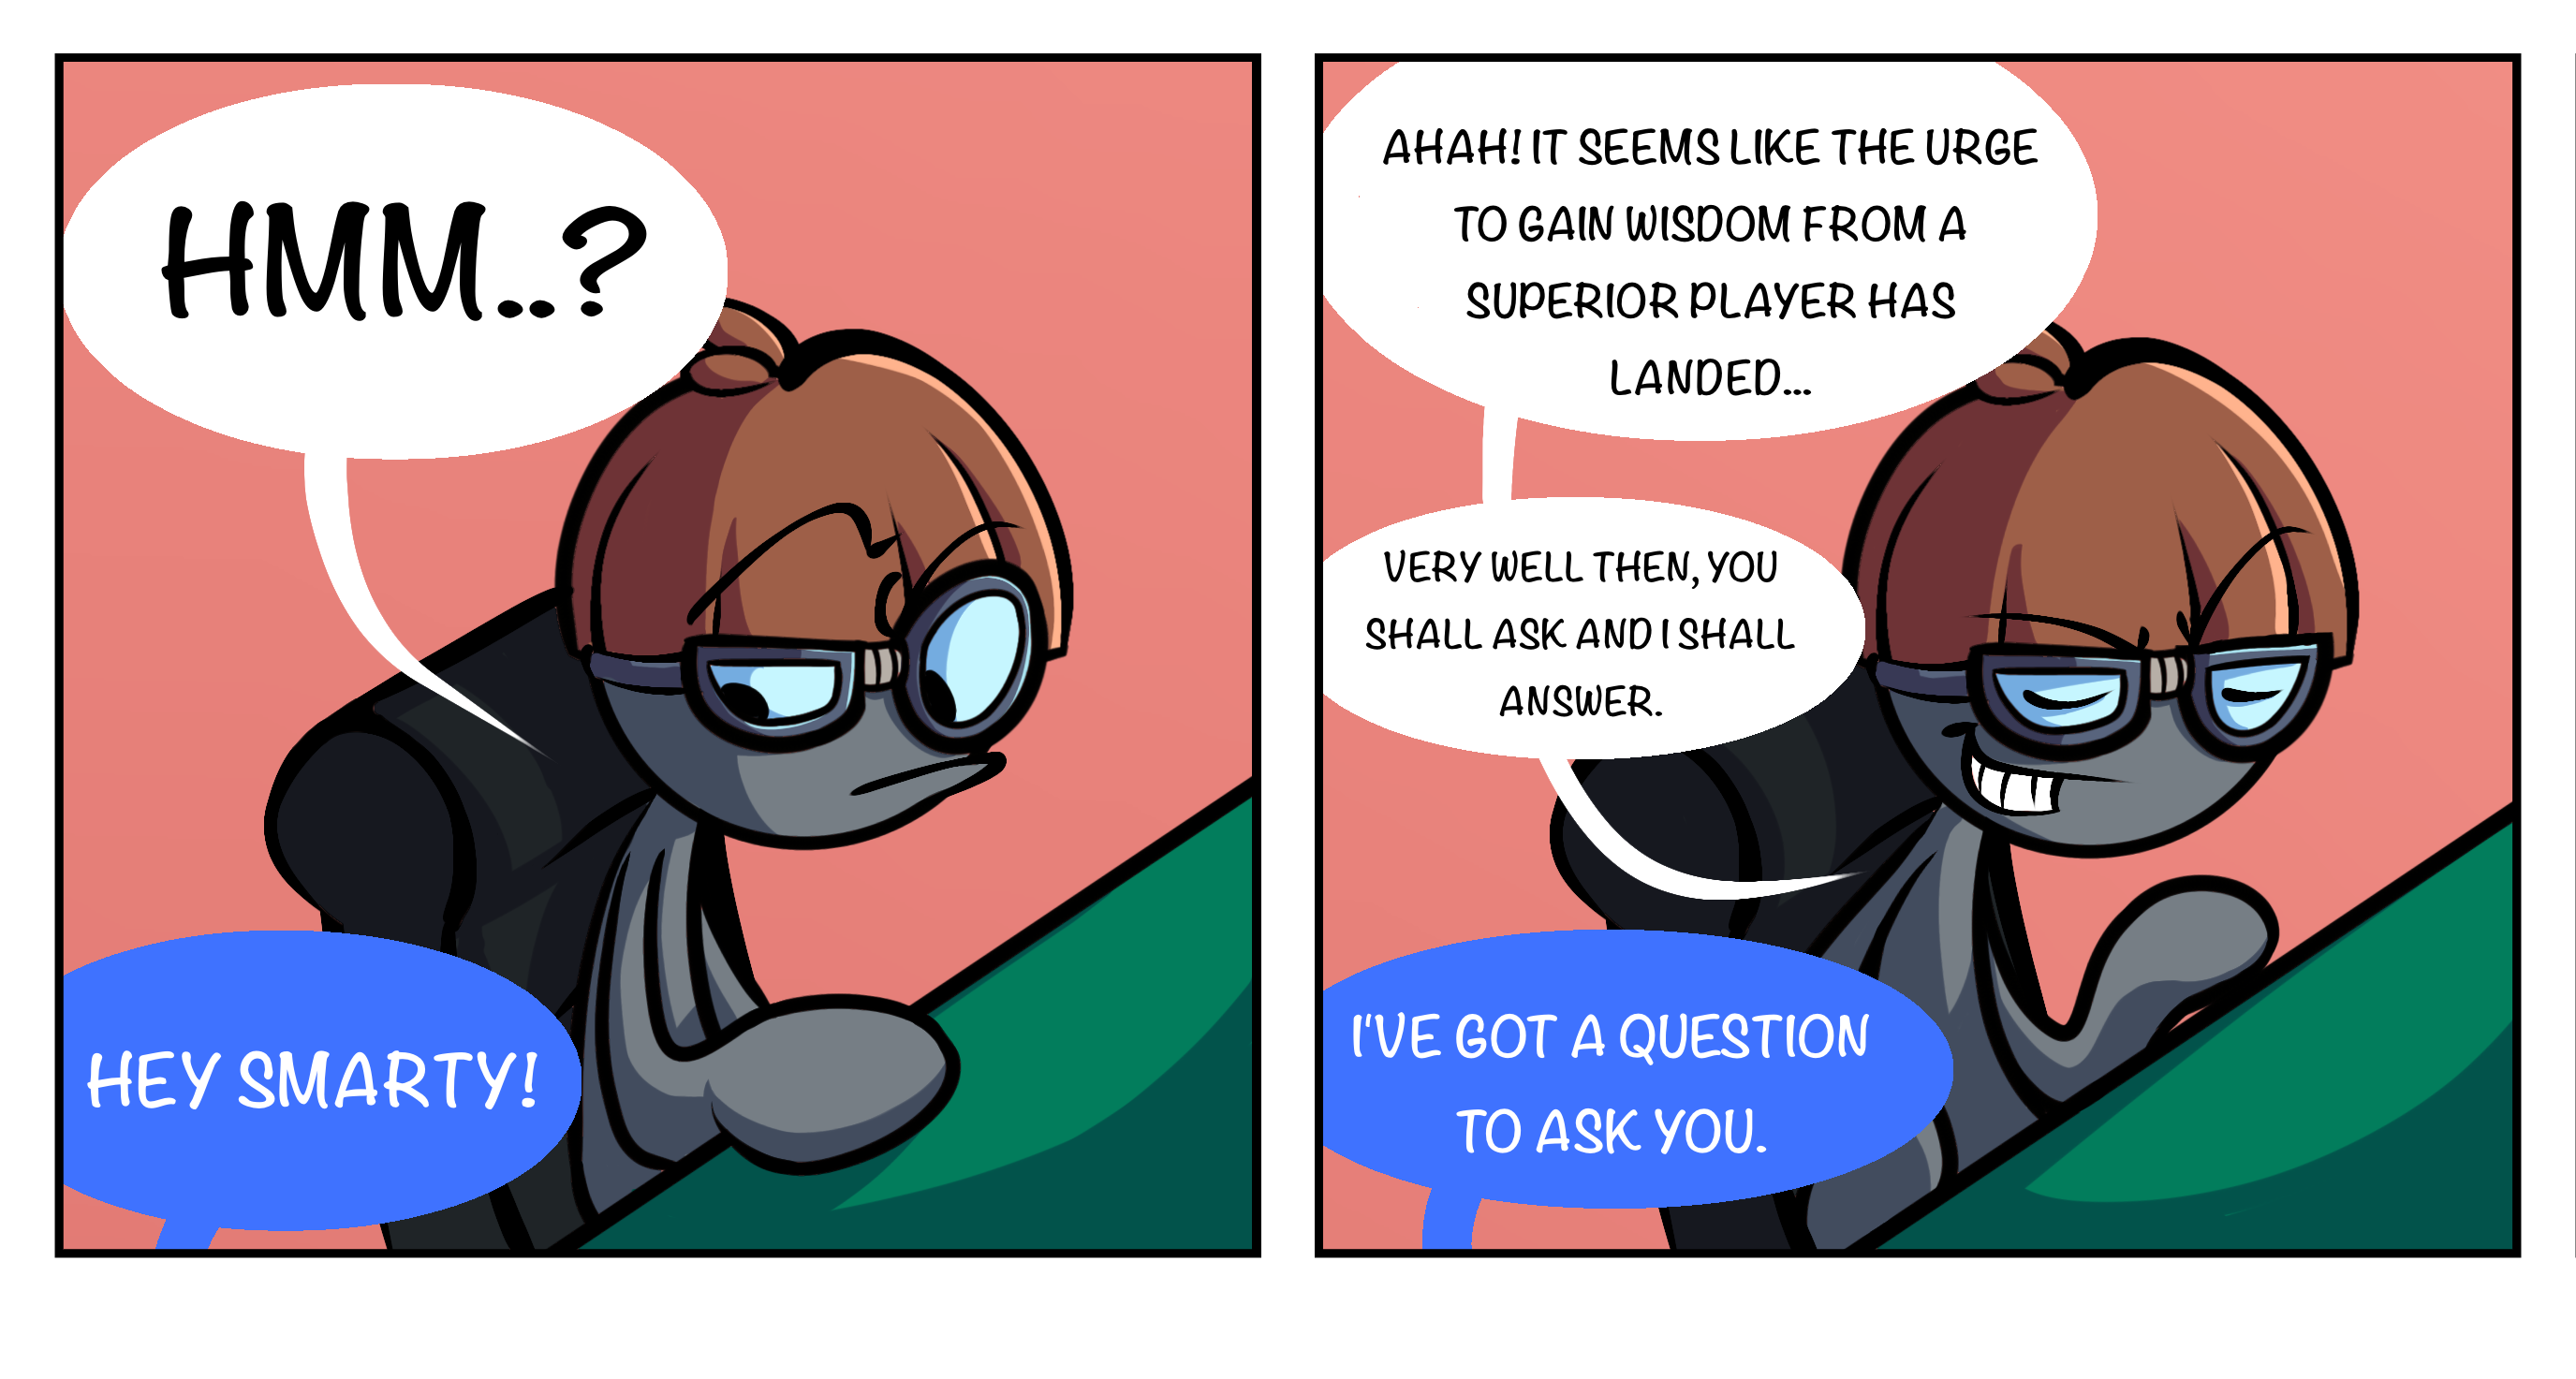 HMM..?
HEY SMARTY!
AHAH! IT SEEMS LIKE THE URGE
TO GAIN WISDOM FROM A
SUPERIOR PLAYER HAS
LANDED...
VERY WELL THEN, YOU
SHALL ASK AND I SHALL
ANSWER.
I'VE GOT A QUESTION
TO ASK YOU.